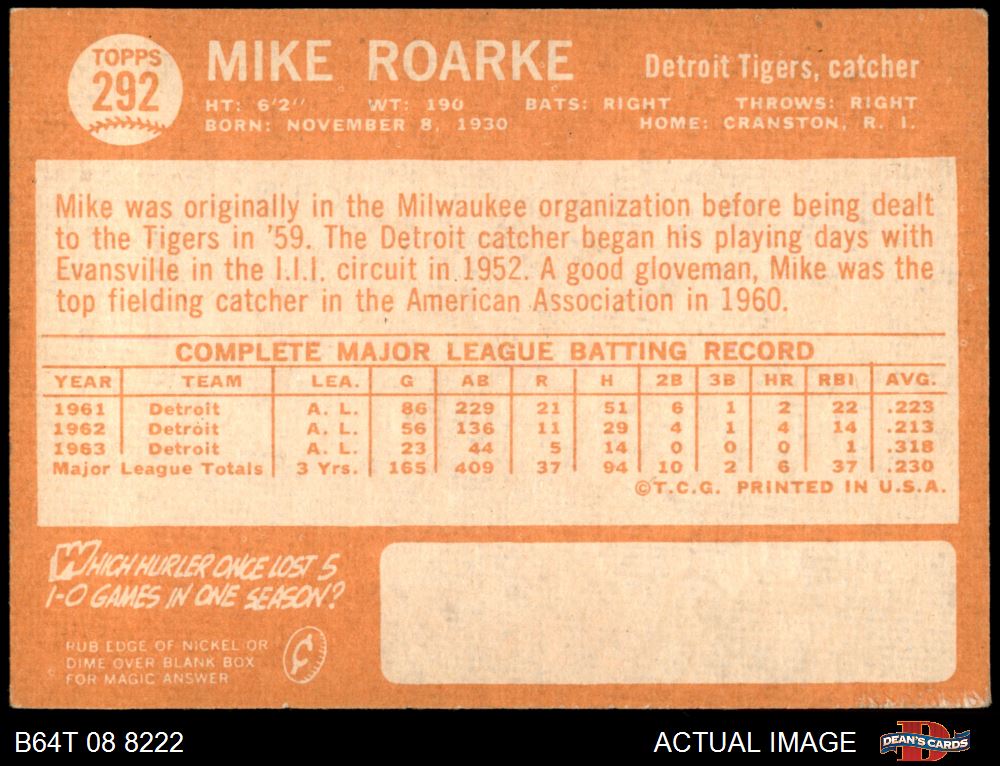 TOPPS
292
MIKE ROARKE
Detroit Tigers, catcher
HT: 6'2" WT: 190 BATS: RIGHT THROWS: RIGHT
BORN: NOVEMBER 8, 1930 HOME: CRANSTON, R. I.
Mike was originally in the Milwaukee organization before being dealt
to the Tigers in '59. The Detroit catcher began his playing days with
Evansville in the I.I.I. circuit in 1952. A good gloveman, Mike was the
top fielding catcher in the American Association in 1960.
COMPLETE MAJOR LEAGUE BATTING RECORD
YEAR TEAM LEA. G AB R H 2B 3B HR RBI AVG.
1961 Detroit A. L. 86 229 21 51 6 1 2 22 .223
1962 Detroit A. L. 56 136 11 29 4 1 4 14 .213
1963 Detroit A. L. 23 44 5 14 0 0 0 1 .318
Major League Totals 3 Yrs. 165 409 37 94 10 2 6 37 .230
©T.C.G. PRINTED IN U.S.A.
WHICH HURLER ONCE LOST 5
1-0 GAMES IN ONE SEASON?
RUB EDGE OF NICKEL OR
DIME OVER BLANK BOX
FOR MAGIC ANSWER
B64T 08 8222
ACTUAL IMAGE
DEAN'S CARDS